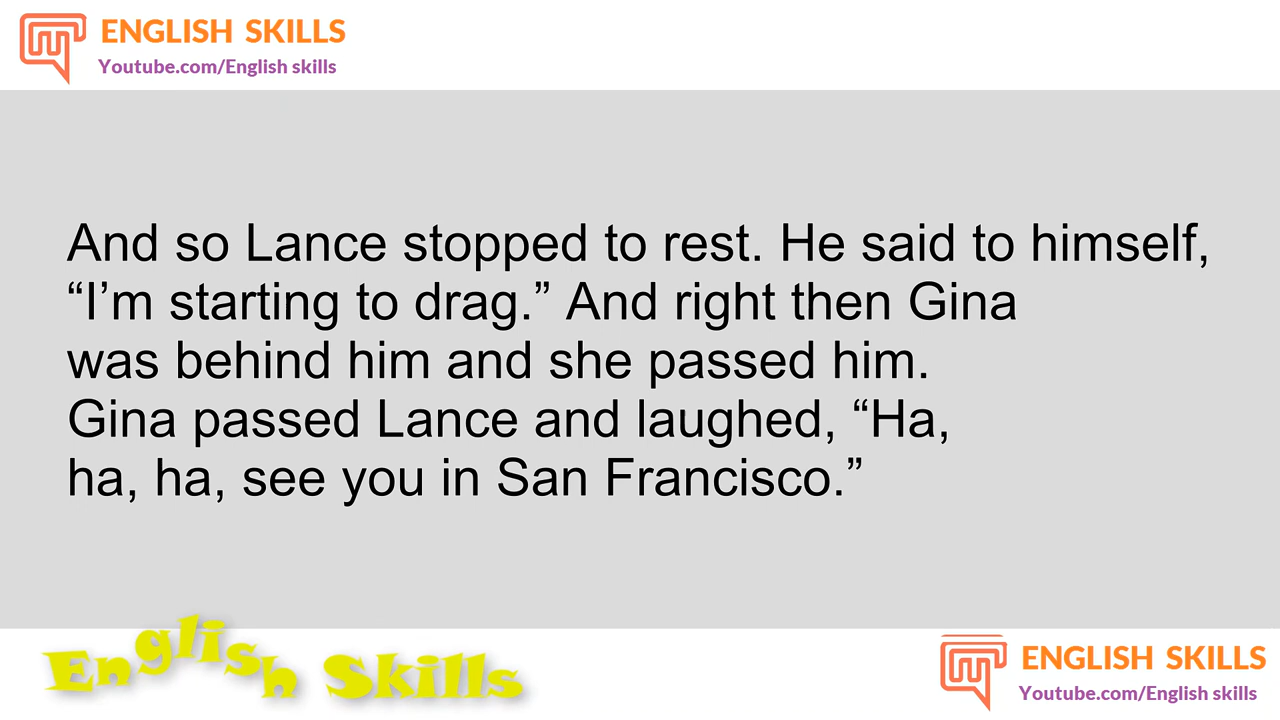 ENGLISH SKILLS
Youtube.com/English skills
And so Lance stopped to rest. He said to himself,
“I’m starting to drag.” And right then Gina
was behind him and she passed him.
Gina passed Lance and laughed, “Ha,
ha, ha, see you in San Francisco.”
English Skills
ENGLISH SKILLS
Youtube.com/English skills